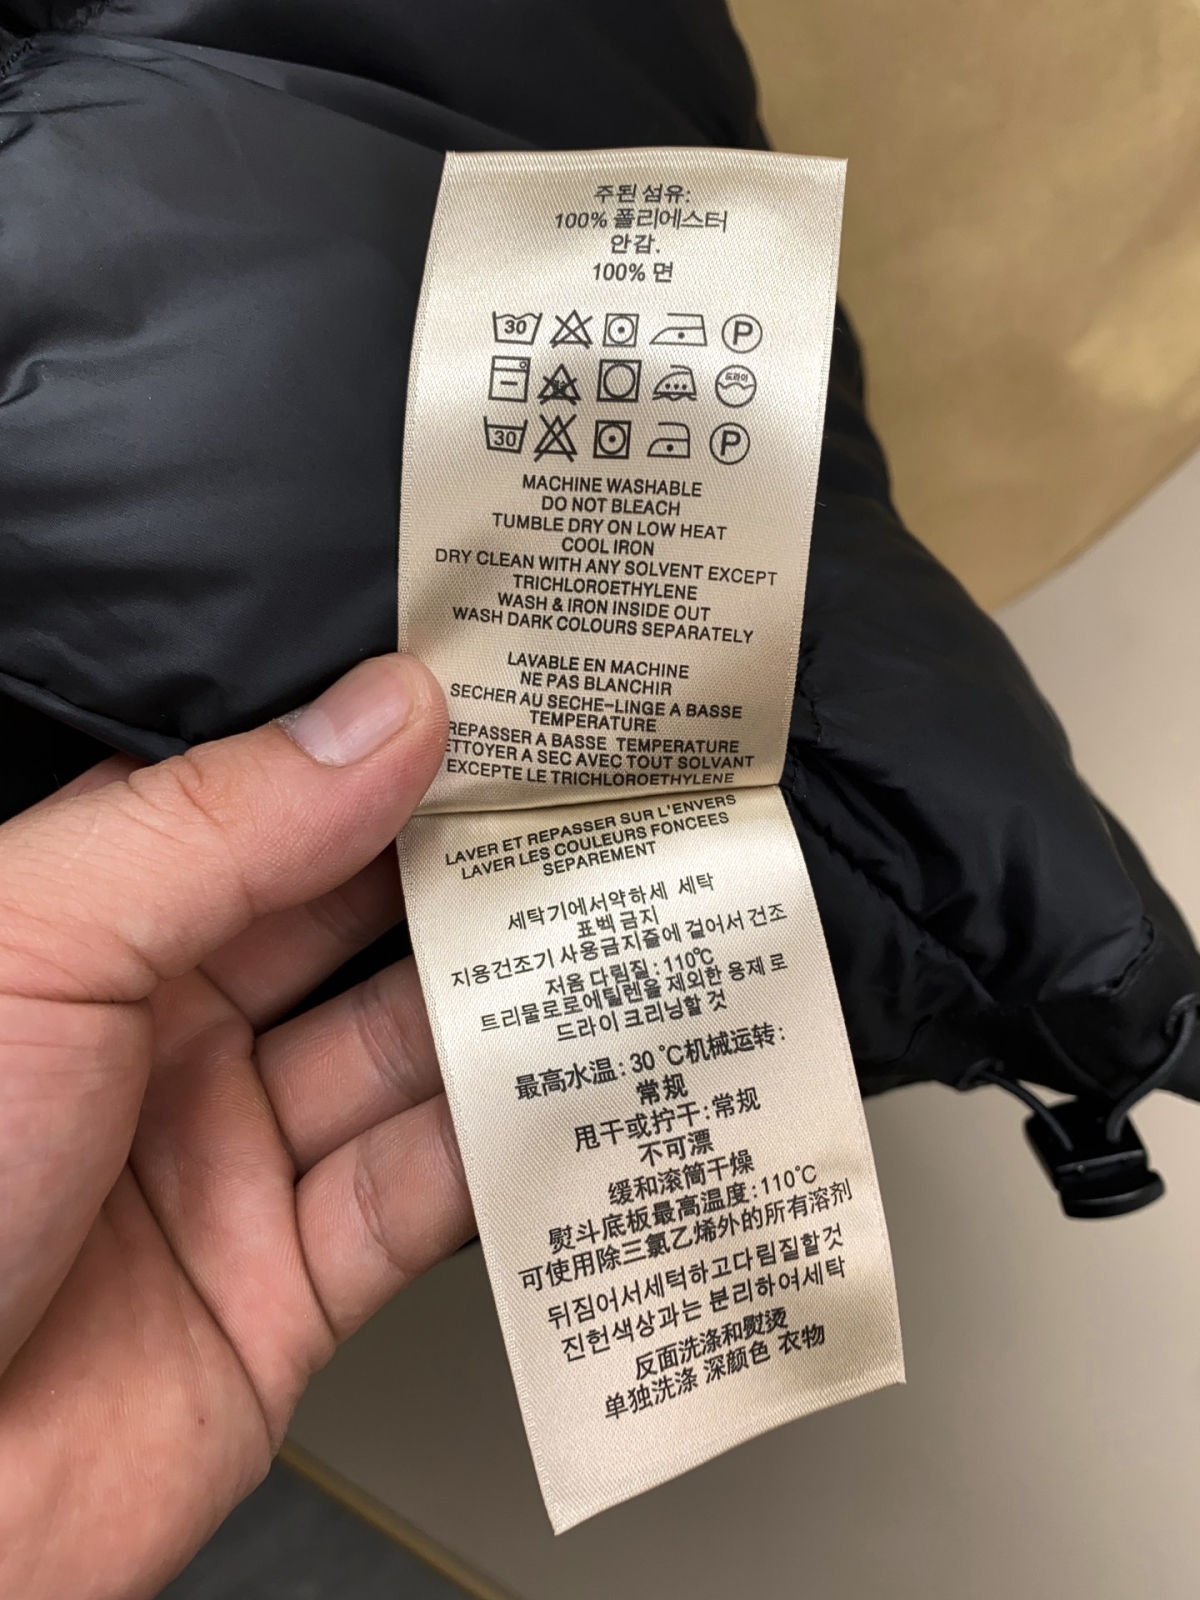 주된 섬유:
100% 폴리에스터
안감.
100% 면
30 P
드라이
30 P
MACHINE WASHABLE
DO NOT BLEACH
TUMBLE DRY ON LOW HEAT
COOL IRON
DRY CLEAN WITH ANY SOLVENT EXCEPT
TRICHLOROETHYLENE
WASH & IRON INSIDE OUT
WASH DARK COLOURS SEPARATELY
LAVABLE EN MACHINE
NE PAS BLANCHIR
SECHER AU SECHE-LINGE A BASSE
TEMPERATURE
REPASSER A BASSE TEMPERATURE
ETTOYER A SEC AVEC TOUT SOLVANT
EXCEPTE LE TRICHLOROETHYLENE
LAVER ET REPASSER SUR L'ENVERS
LAVER LES COULEURS FONCEES
SEPAREMENT
세탁기에서약하세 세탁
표벡 금지
지용건조기 사용금지줄에 걸어서 건조
저음 다림질 : 110℃
트리물로로에틸렌을 제외한 용제 로
드라이 크리닝할 것
最高水温: 30 ℃机械运转:
常规
甩干或拧干:常规
不可漂
缓和滚筒干燥
熨斗底板最高温度:110℃
可使用除三氯乙烯外的所有溶剂
뒤짐어서세턱하고다림질할것
진헌색상과는 분리하여세탁
反面洗涤和熨烫
单独洗涤 深颜色 衣物